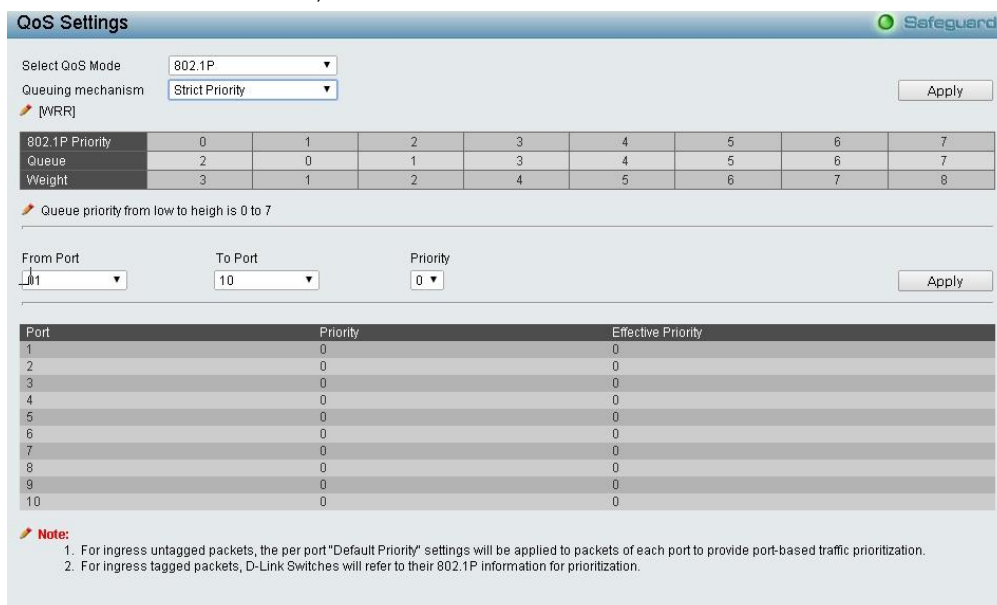 QoS Settings
Safeguard
Select QoS Mode 802.1P
Queuing mechanism Strict Priority
Apply
[WRR]
802.1P Priority 0 1 2 3 4 5 6 7
Queue 2 0 1 3 4 5 6 7
Weight 3 1 2 4 5 6 7 8
Queue priority from low to heigh is 0 to 7
From Port To Port Priority
01 10 0 Apply
Port Priority Effective Priority
1 0 0
2 0 0
3 0 0
4 0 0
5 0 0
6 0 0
7 0 0
8 0 0
9 0 0
10 0 0
Note:
1. For ingress untagged packets, the per port "Default Priority" settings will be applied to packets of each port to provide port-based traffic prioritization.
2. For ingress tagged packets, D-Link Switches will refer to their 802.1P information for prioritization.